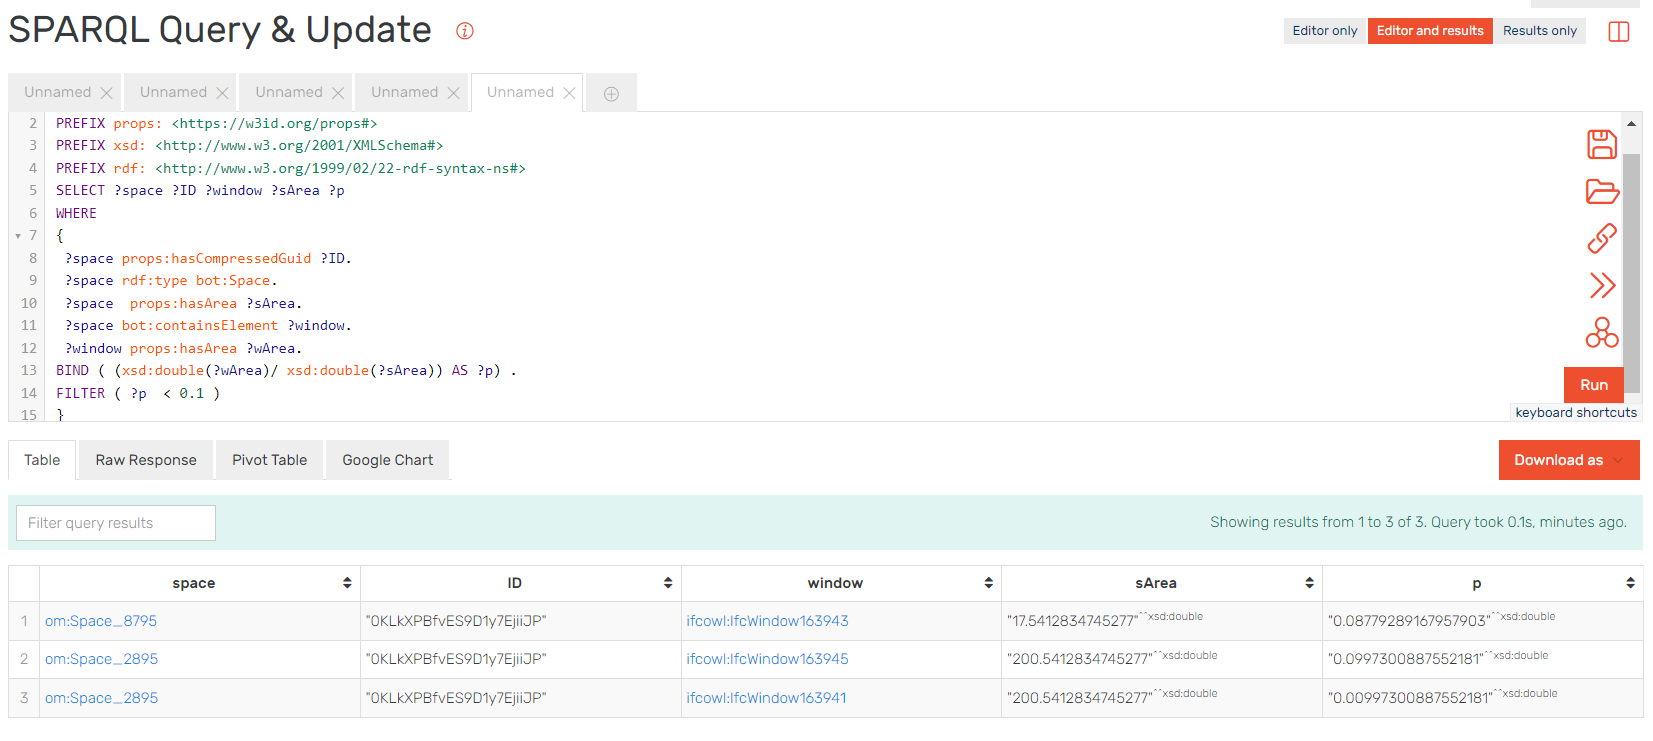 SPARQL Query & Update
Editor only Editor and results Results only
Unnamed Unnamed Unnamed Unnamed Unnamed
2 PREFIX props: <https://w3id.org/props#>
3 PREFIX xsd: <http://www.w3.org/2001/XMLSchema#>
4 PREFIX rdf: <http://www.w3.org/1999/02/22-rdf-syntax-ns#>
5 SELECT ?space ?ID ?window ?sArea ?p
6 WHERE
7 {
8 ?space props:hasCompressedGuid ?ID.
9 ?space rdf:type bot:Space.
10 ?space  props:hasArea ?sArea.
11 ?space bot:containsElement ?window.
12 ?window props:hasArea ?wArea.
13 BIND ( (xsd:double(?wArea)/ xsd:double(?sArea)) AS ?p) .
14 FILTER ( ?p  < 0.1 )
15 }
Run
keyboard shortcuts
Table Raw Response Pivot Table Google Chart Download as
Filter query results Showing results from 1 to 3 of 3. Query took 0.1s, minutes ago.
space ID window sArea p
1 om:Space_8795 "0KLkXPBfvES9D1y7EjiiJP" ifcowl:IfcWindow163943 "17.5412834745277"^^xsd:double "0.08779289167957903"^^xsd:double
2 om:Space_2895 "0KLkXPBfvES9D1y7EjiiJP" ifcowl:IfcWindow163945 "200.5412834745277"^^xsd:double "0.0997300887552181"^^xsd:double
3 om:Space_2895 "0KLkXPBfvES9D1y7EjiiJP" ifcowl:IfcWindow163941 "200.5412834745277"^^xsd:double "0.00997300887552181"^^xsd:double